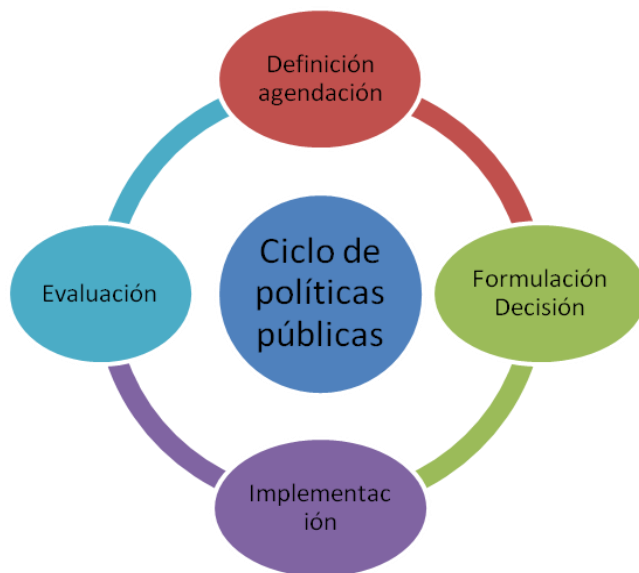 Definición
agendación
Ciclo de
políticas
públicas
Formulación
Decisión
Implementac
ión
Evaluación